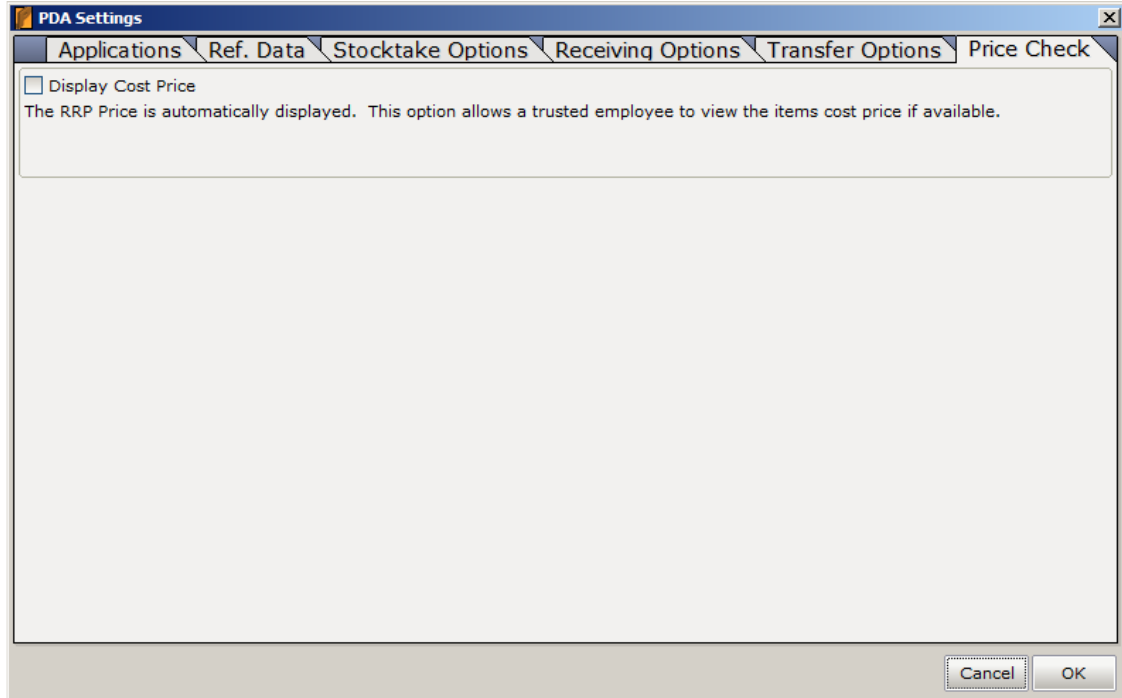 PDA Settings
Applications Ref. Data Stocktake Options Receiving Options Transfer Options Price Check
Display Cost Price
The RRP Price is automatically displayed.  This option allows a trusted employee to view the items cost price if available.
Cancel OK